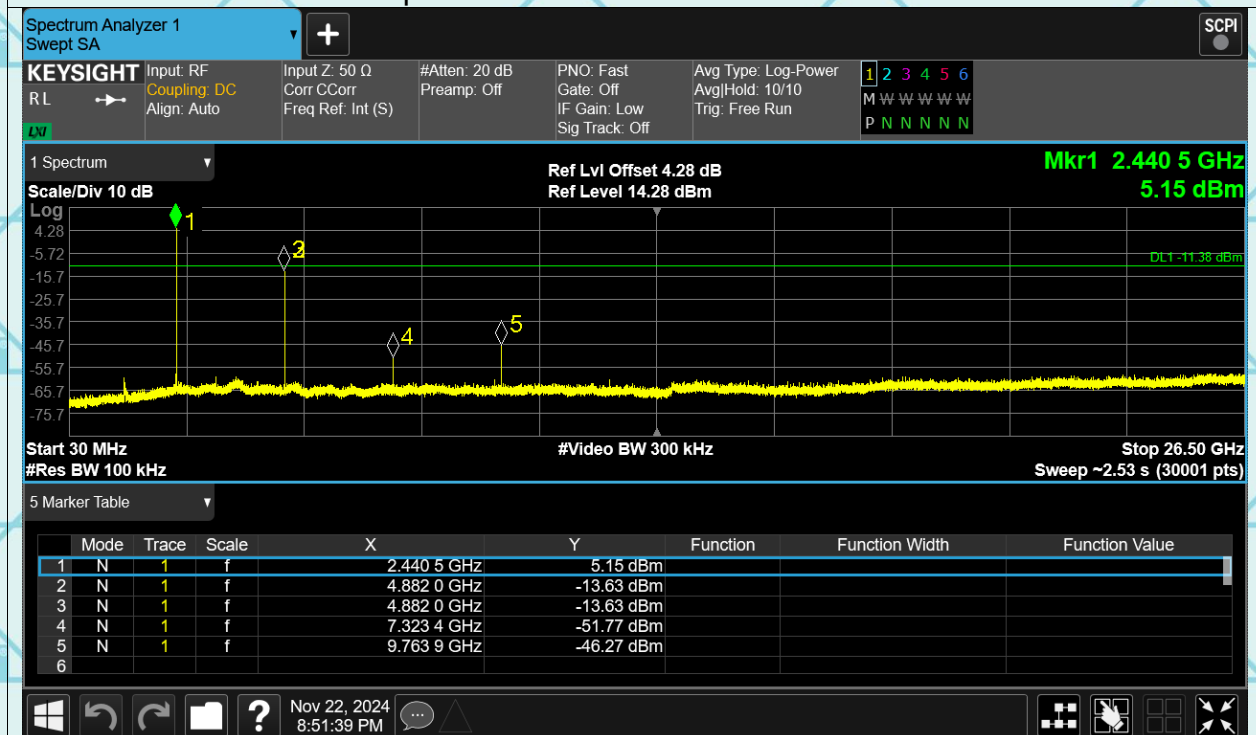 Spectrum Analyzer 1
Swept SA
+
SCPI
KEYSIGHT
R L
LXI
Input: RF
Coupling: DC
Align: Auto
Input Z: 50 Ω
Corr CCorr
Freq Ref: Int (S)
#Atten: 20 dB
Preamp: Off
PNO: Fast
Gate: Off
IF Gain: Low
Sig Track: Off
Avg Type: Log-Power
Avg|Hold: 10/10
Trig: Free Run
1 2 3 4 5 6
M W W W W W W
P N N N N N N
1 Spectrum
Scale/Div 10 dB
Ref Lvl Offset 4.28 dB
Ref Level 14.28 dBm
Mkr1 2.440 5 GHz
5.15 dBm
Log
4.28
-5.72
-15.7
-25.7
-35.7
-45.7
-55.7
-65.7
-75.7
1
3
4
5
DL1 -11.38 dBm
Start 30 MHz
#Video BW 300 kHz
Stop 26.50 GHz
#Res BW 100 kHz
Sweep ~2.53 s (30001 pts)
5 Marker Table
Mode Trace Scale X Y Function Function Width Function Value
1 N 1 f 2.440 5 GHz 5.15 dBm
2 N 1 f 4.882 0 GHz -13.63 dBm
3 N 1 f 4.882 0 GHz -13.63 dBm
4 N 1 f 7.323 4 GHz -51.77 dBm
5 N 1 f 9.763 9 GHz -46.27 dBm
6
?
Nov 22, 2024
8:51:39 PM